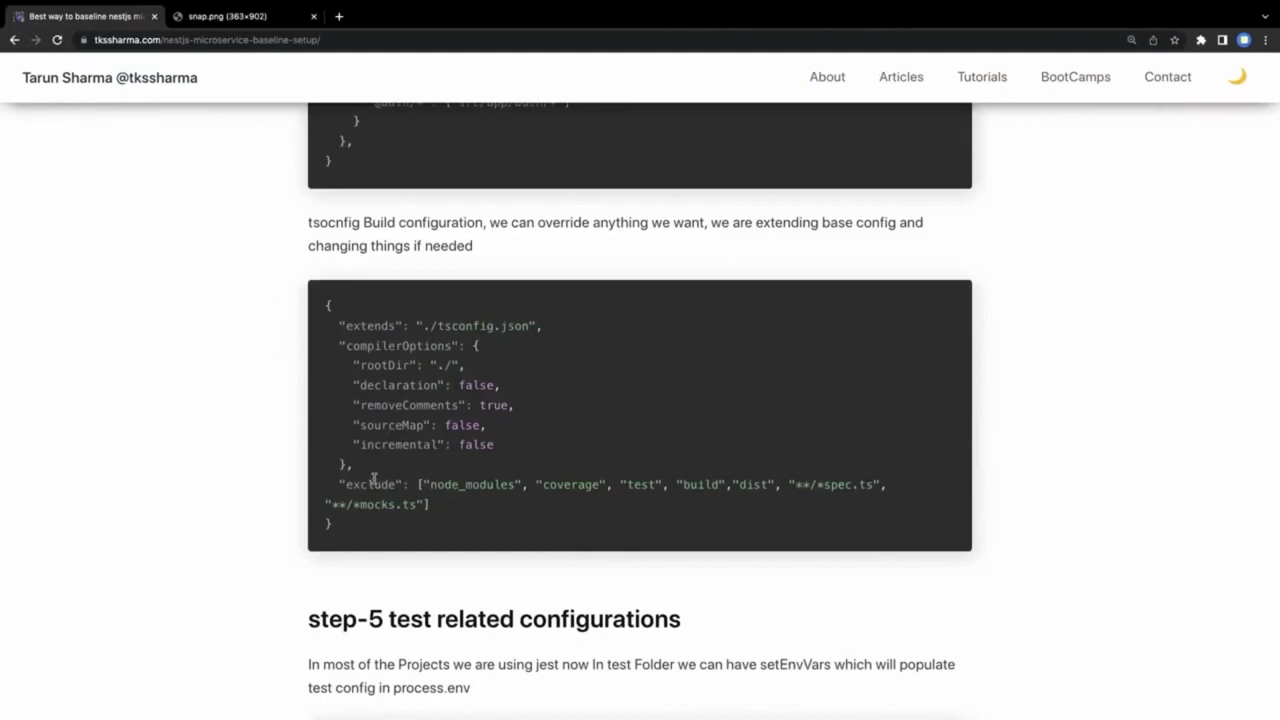 Best way to baseline nestjs mi
snap.png (363×902)
tkssharma.com/nestjs-microservice-baseline-setup/
Tarun Sharma @tkssharma
About
Articles
Tutorials
BootCamps
Contact
}
},
}
tsocnfig Build configuration, we can override anything we want, we are extending base config and
changing things if needed
{
"extends": "./tsconfig.json",
"compilerOptions": {
"rootDir": "./",
"declaration": false,
"removeComments": true,
"sourceMap": false,
"incremental": false
},
"exclude": ["node_modules", "coverage", "test", "build","dist", "**/*spec.ts",
"**/*mocks.ts"]
}
step-5 test related configurations
In most of the Projects we are using jest now In test Folder we can have setEnvVars which will populate
test config in process.env